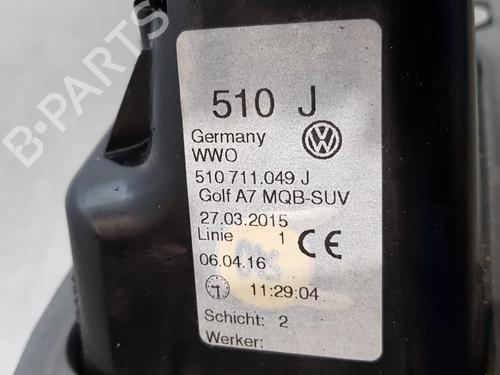 510 J
Germany
WWO
510 711.049 J
Golf A7 MQB-SUV
27.03.2015
Linie 1 CE
06.04.16
11:29:04
Schicht: 2
Werker:
B-PARTS